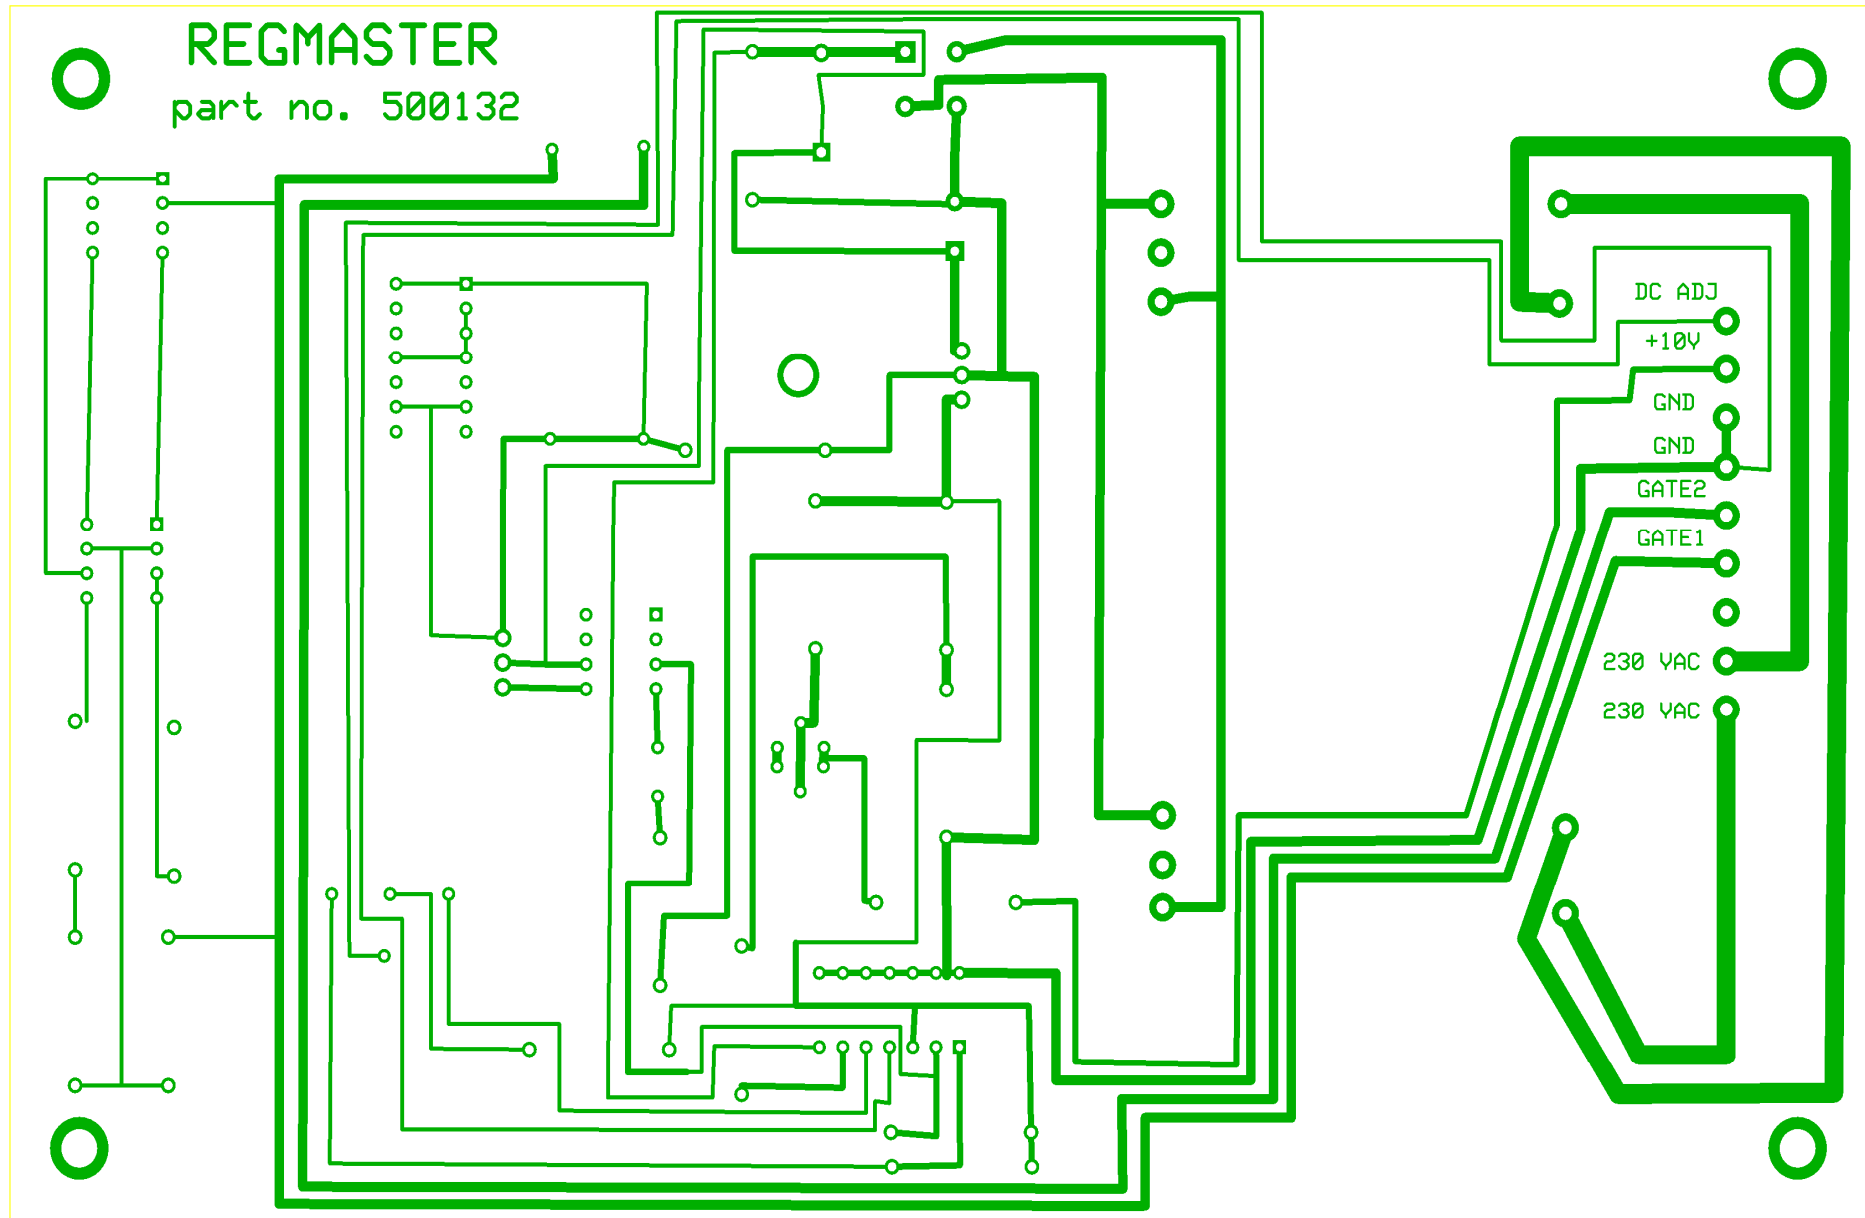 REGMASTER
part no. 500132
DC ADJ
+10V
GND
GND
GATE2
GATE1
230 VAC
230 VAC